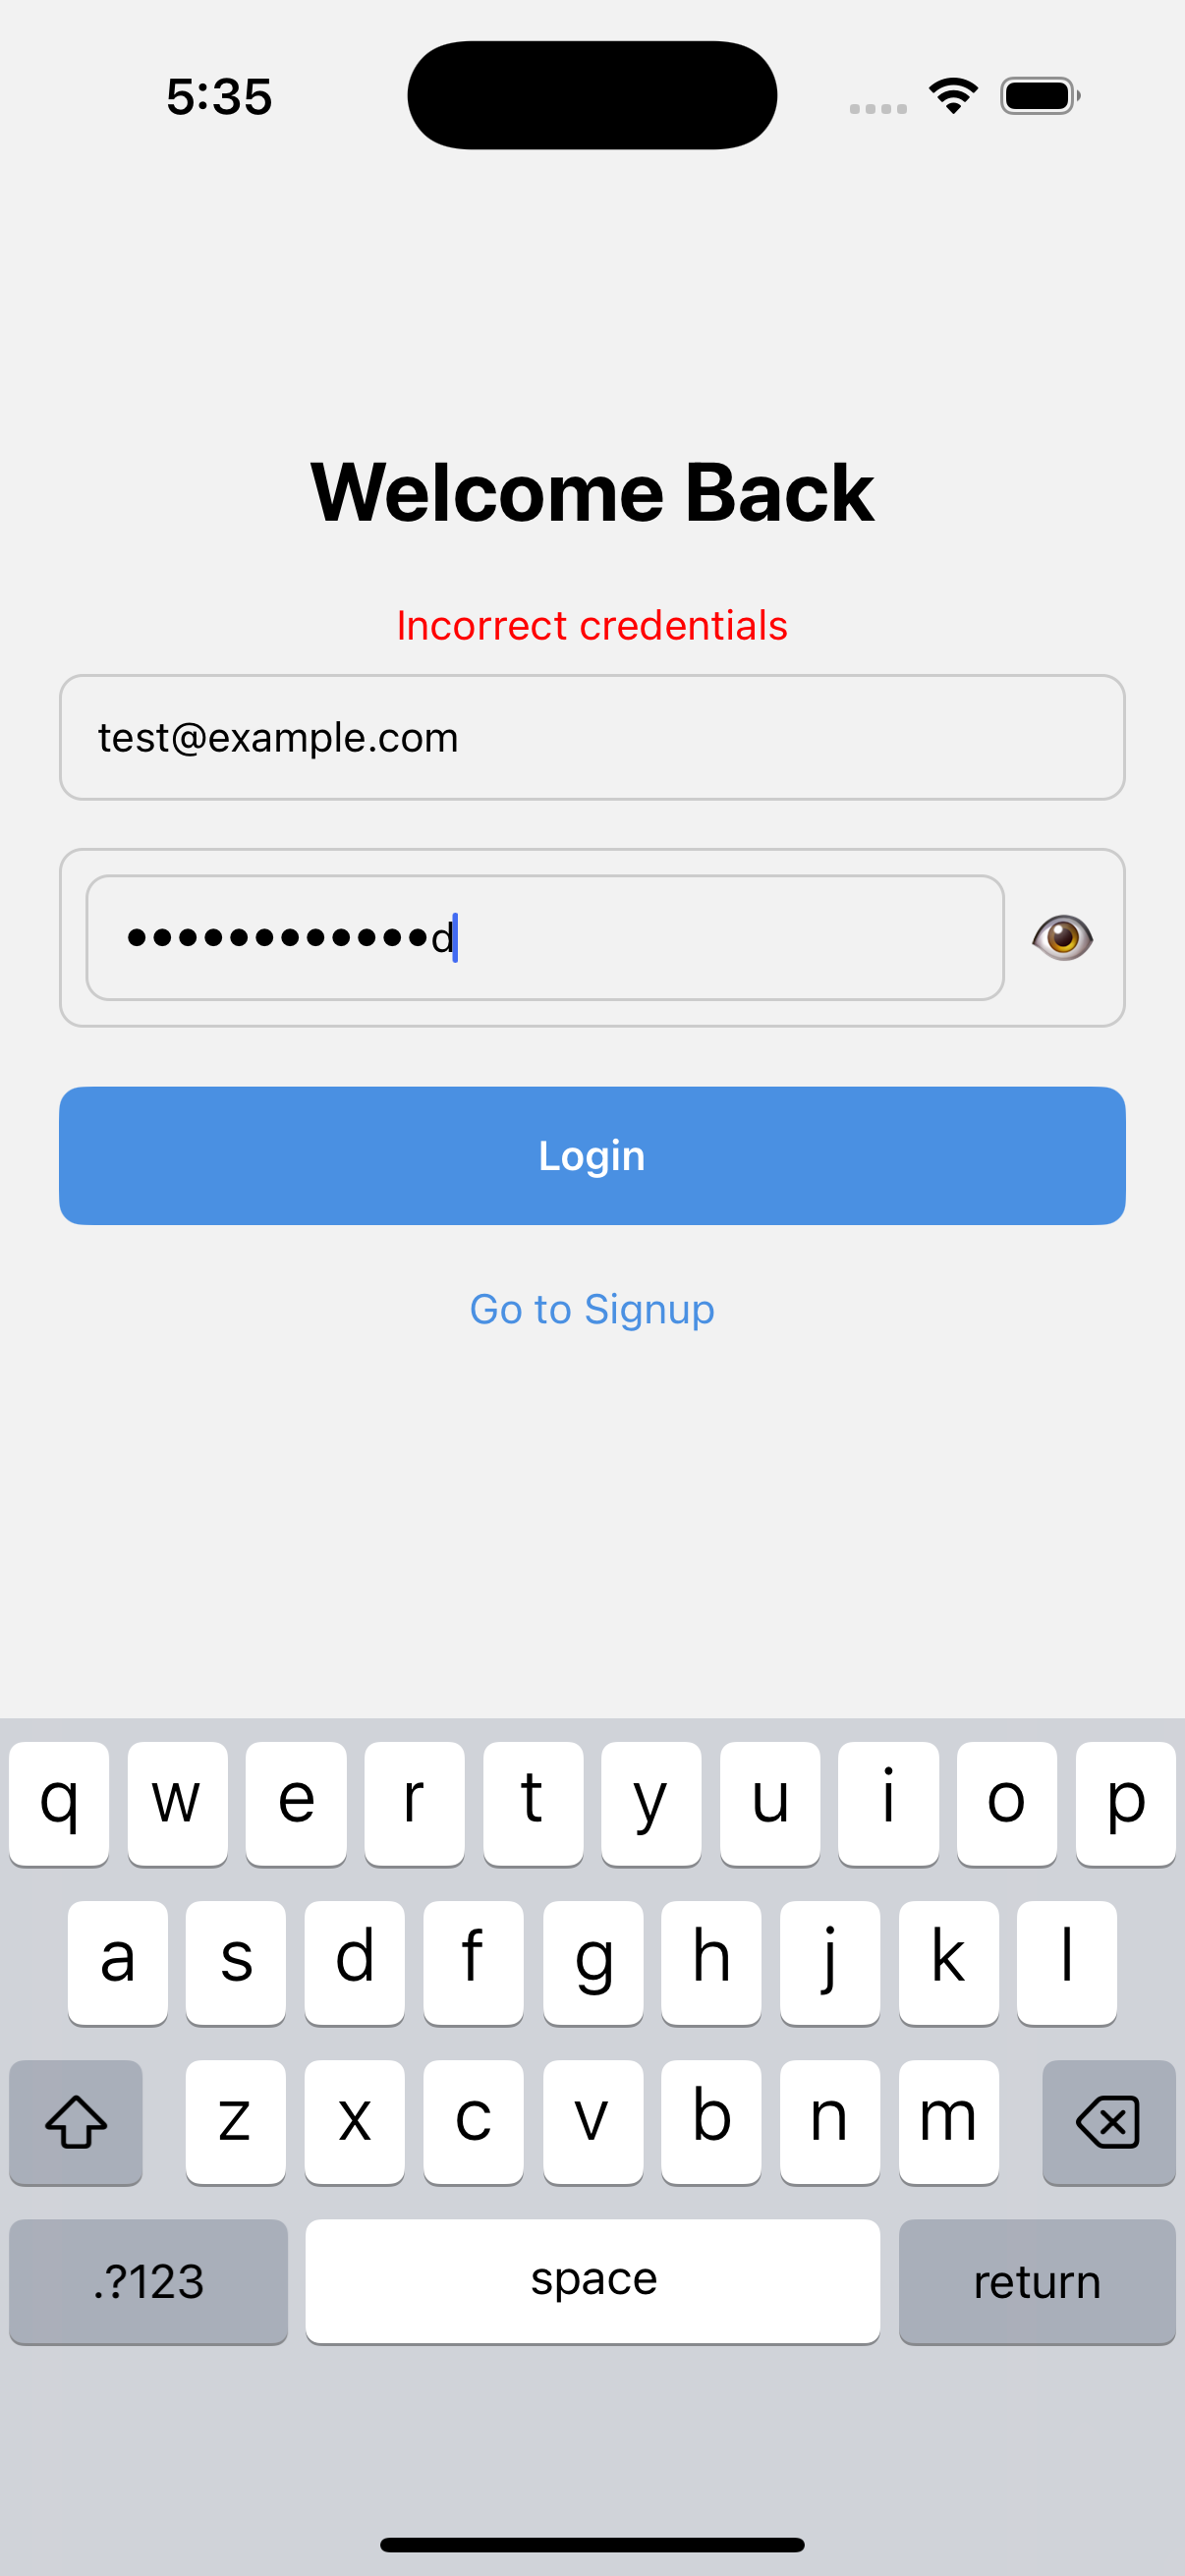 5:35
Welcome Back
Incorrect credentials
test@example.com
••••••••••••d
Login
Go to Signup
q w e r t y u i o p
a s d f g h j k l
z x c v b n m
.?123 space return